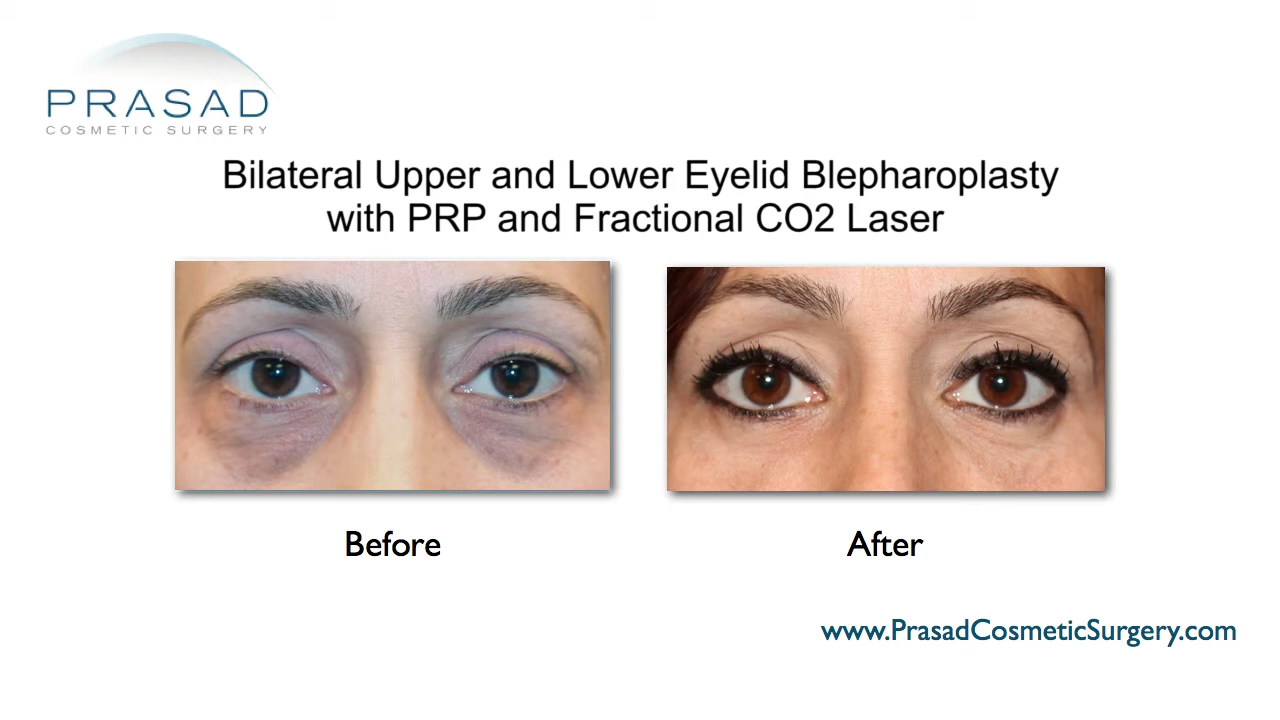 PRASAD
COSMETIC SURGERY
Bilateral Upper and Lower Eyelid Blepharoplasty
with PRP and Fractional CO2 Laser
Before
After
www.PrasadCosmeticSurgery.com